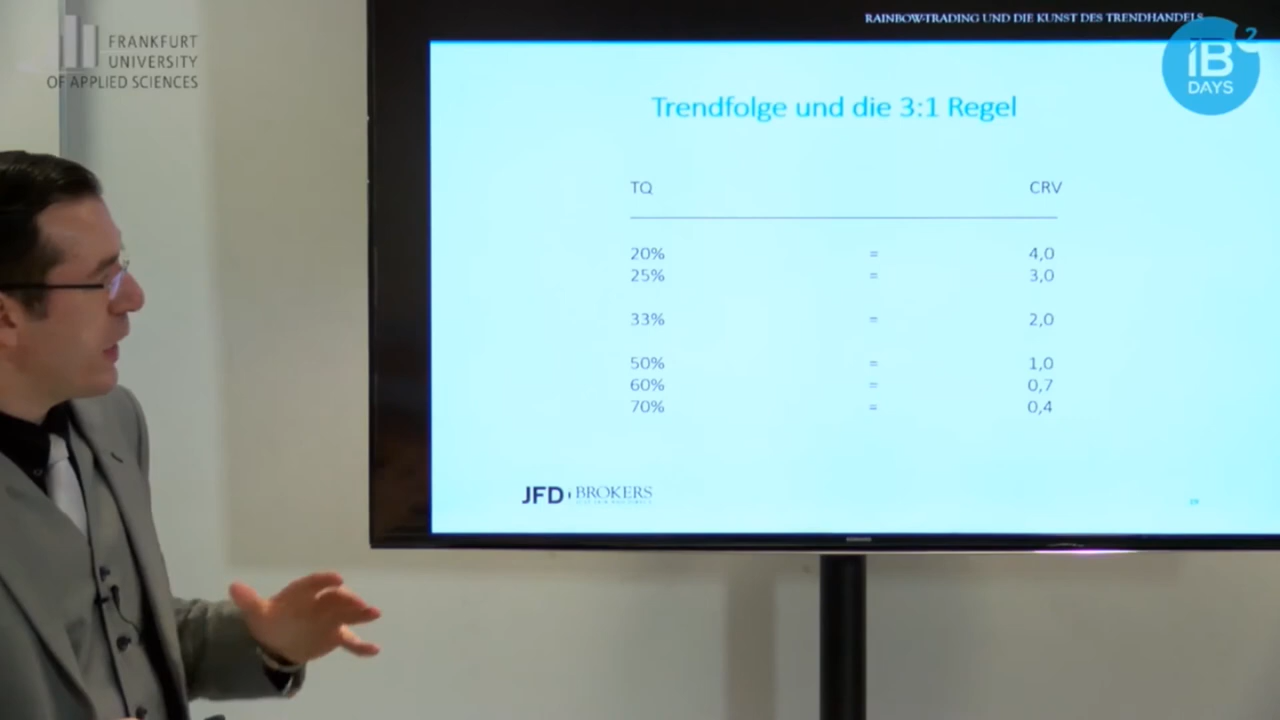 FRANKFURT
UNIVERSITY
OF APPLIED SCIENCES
RAINBOW-TRADING UND DIE KUNST DES TRENDHANDELS
iB 2
DAYS
Trendfolge und die 3:1 Regel
TQ CRV
20% = 4,0
25% = 3,0
33% = 2,0
50% = 1,0
60% = 0,7
70% = 0,4
JFD BROKERS